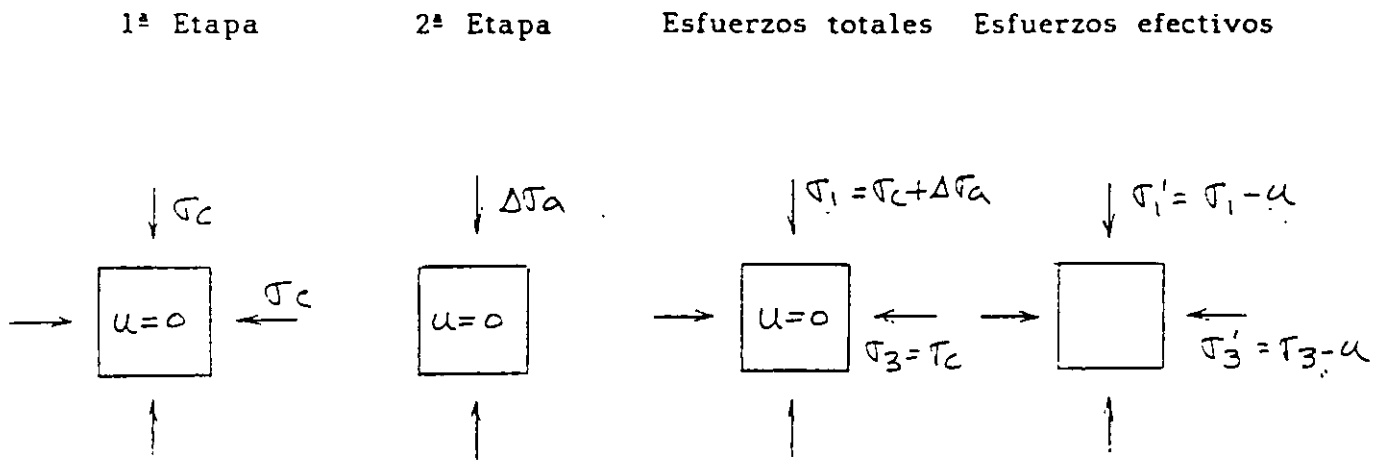 1ª Etapa 2ª Etapa Esfuerzos totales Esfuerzos efectivos
σc Δσa σ₁ = σc + Δσa σ₁' = σ₁ - u
u=0 σc u=0 u=0 σ₃ = σc σ₃' = σ₃ - u